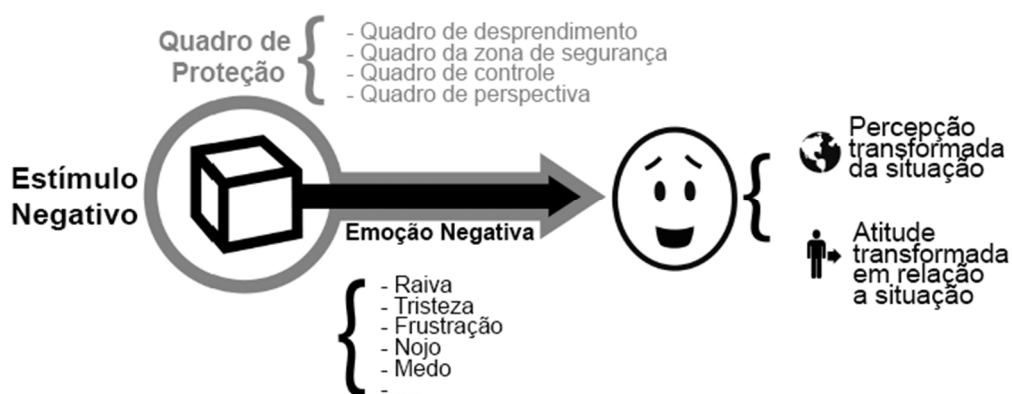 Quadro de
Proteção
- Quadro de desprendimento
- Quadro da zona de segurança
- Quadro de controle
- Quadro de perspectiva
Estímulo
Negativo
Emoção Negativa
- Raiva
- Tristeza
- Frustração
- Nojo
- Medo
-
Percepção
transformada
da situação
Atitude
transformada
em relação
a situação